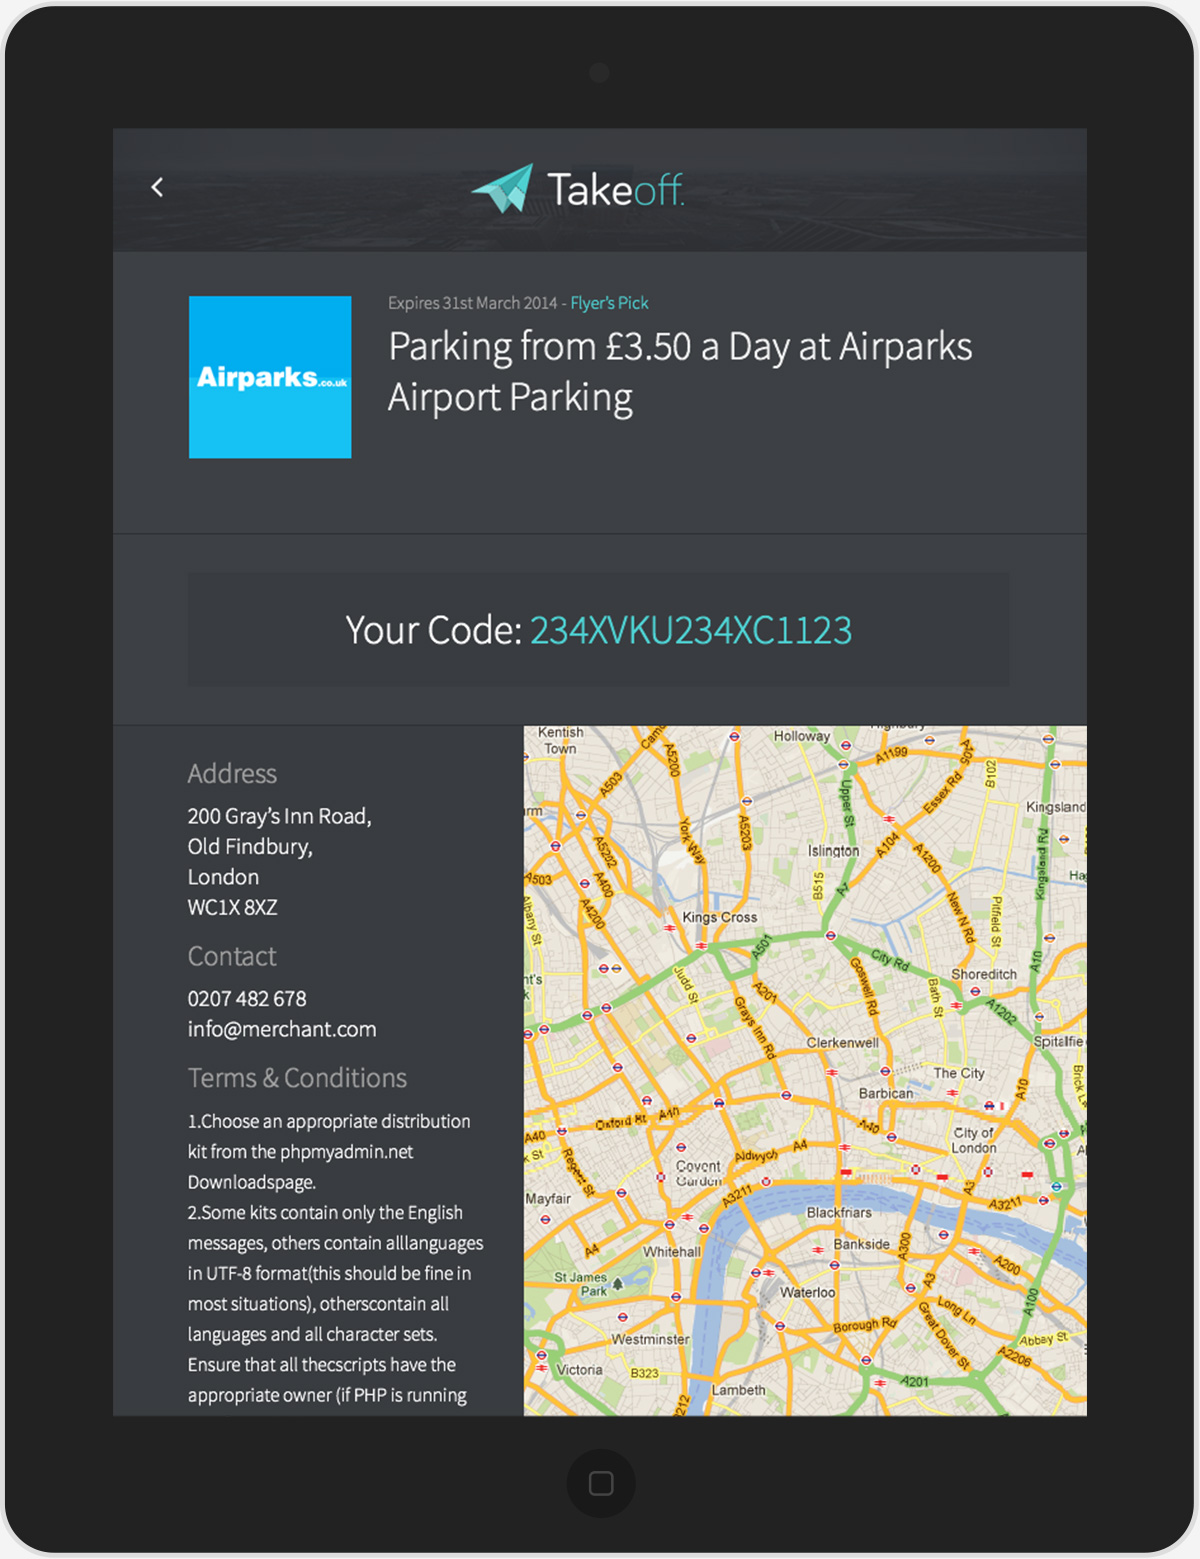 Takeoff.
Expires 31st March 2014 - Flyer's Pick
Parking from £3.50 a Day at Airparks
Airport Parking
Airparks.co.uk
Your Code: 234XVKU234XC1123
Address
200 Gray's Inn Road,
Old Findbury,
London
WC1X 8XZ
Contact
0207 482 678
info@merchant.com
Terms & Conditions
1.Choose an appropriate distribution
kit from the phpmyadmin.net
Downloadspage.
2.Some kits contain only the English
messages, others contain alllanguages
in UTF-8 format(this should be fine in
most situations), otherscontain all
languages and all character sets.
Ensure that all thecscripts have the
appropriate owner (if PHP is running
Kentish
Town
Holloway
A5200
A1199
B102
A503
Upper St
Essex Rd
Kingsland
A5203
York Way
A5202
Islington
A104
A1200
Kingsland Rd
A503
A400
B515
A7
A4200
Albany St
Kings Cross
New N Rd
Pitfield St
A501
City Rd
A10
Judd St
Goswell Rd
Shoreditch
Bath St
A201
A1202
Grays Inn Rd
Clerkenwell
Spitalfie
The City
Barbican
A10
Brick L
Oxford St
A40
A40
A40
City of
London
Regent St
Aldwych
A4
Covent
Garden
A3211
A3
A3211
Mayfair
Blackfriars
A4
Whitehall
Bankside
A300
A200
St James
Park
A3
A100
Waterloo
Long Ln
Borough Rd
Great Dover St
Westminster
Abbey St
A2206
Victoria
B323
A201
Lambeth